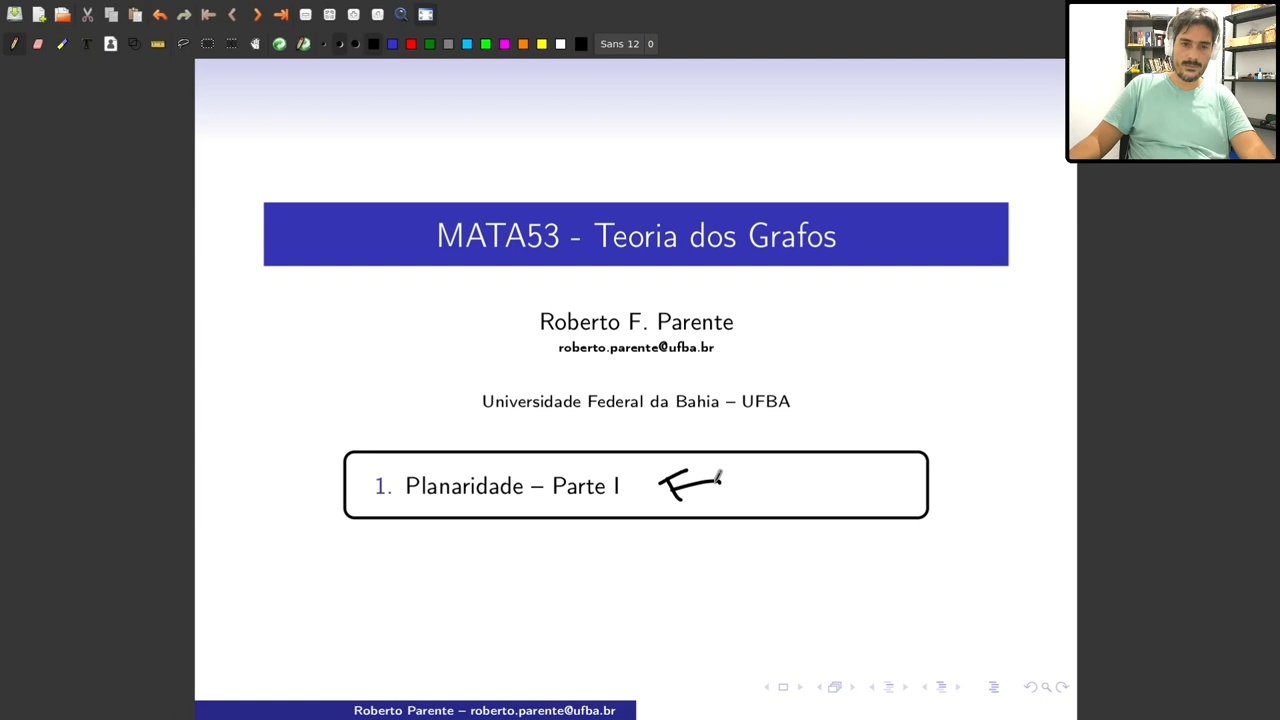 Sans 12 0
MATA53 - Teoria dos Grafos
Roberto F. Parente
roberto.parente@ufba.br
Universidade Federal da Bahia – UFBA
1. Planaridade – Parte I
Roberto Parente – roberto.parente@ufba.br